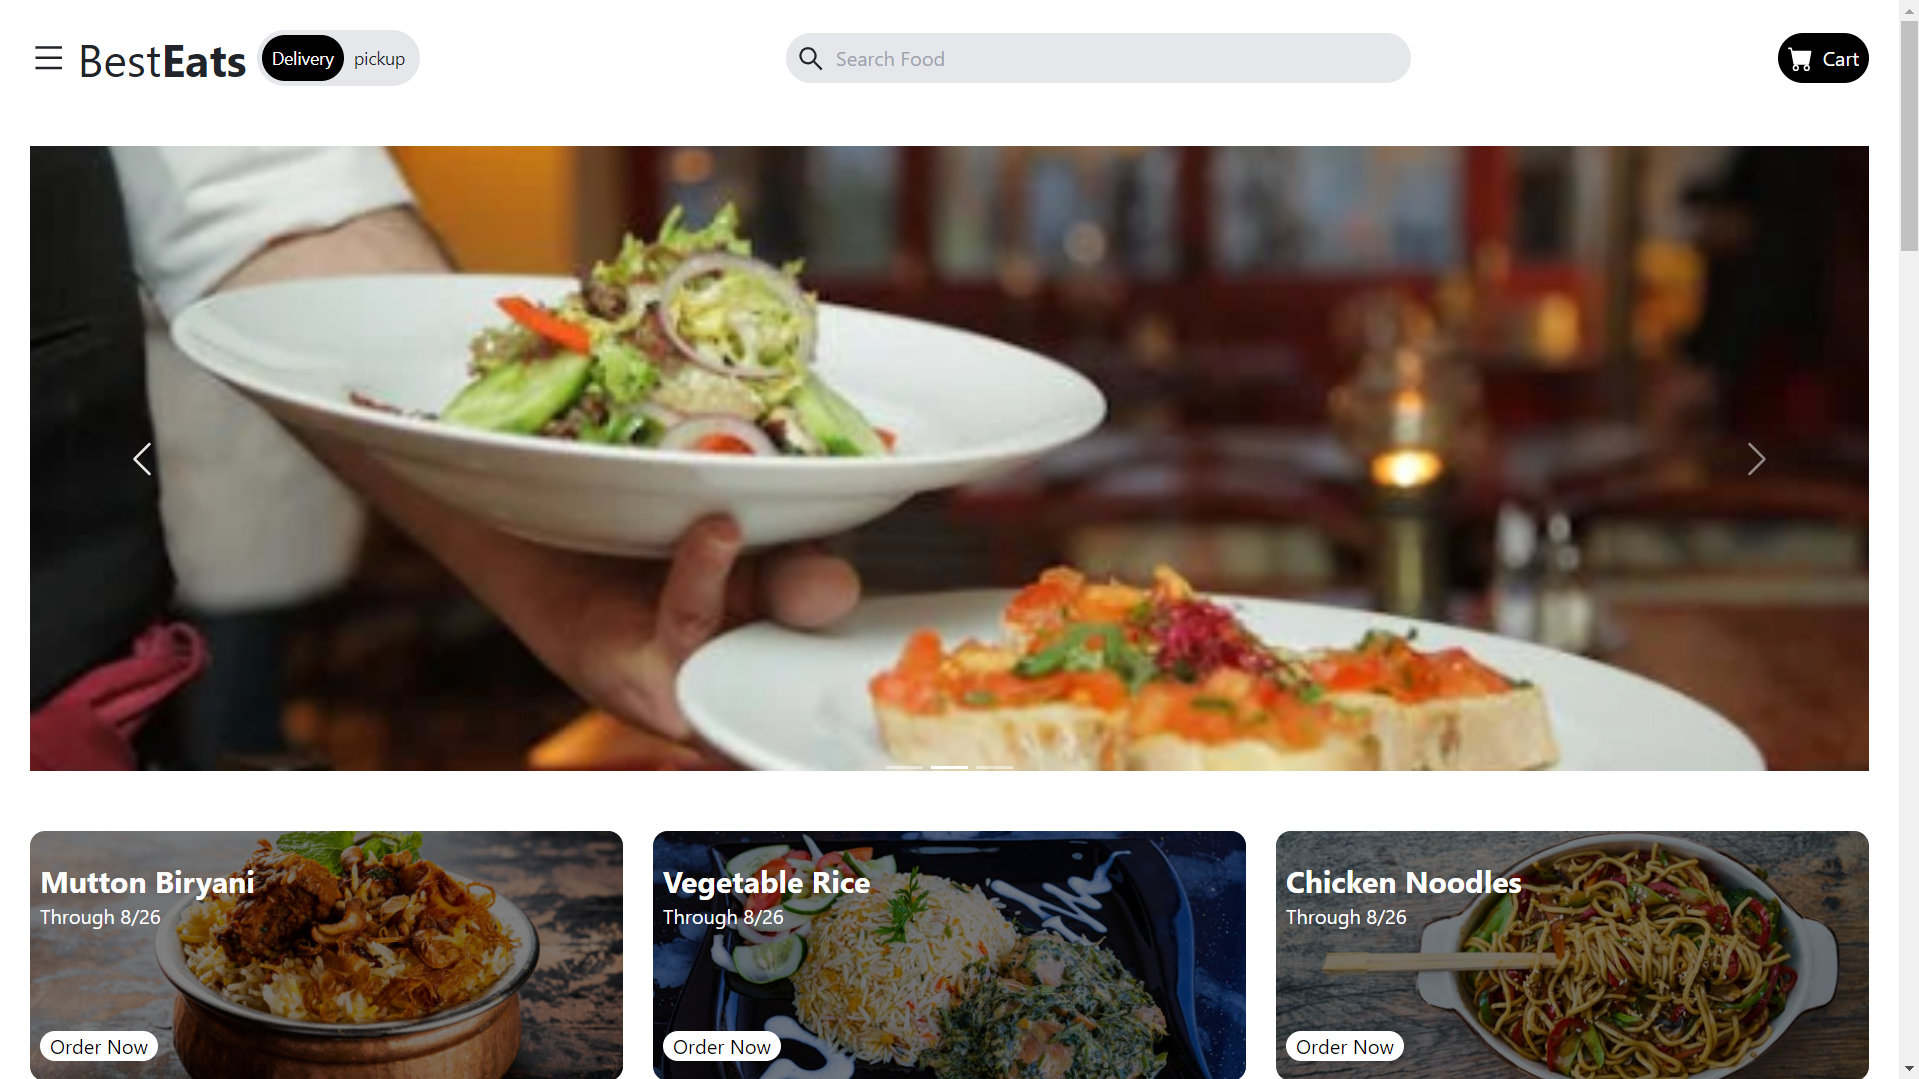 BestEats
Delivery
pickup
Search Food
Cart
Mutton Biryani
Through 8/26
Order Now
Vegetable Rice
Through 8/26
Order Now
Chicken Noodles
Through 8/26
Order Now